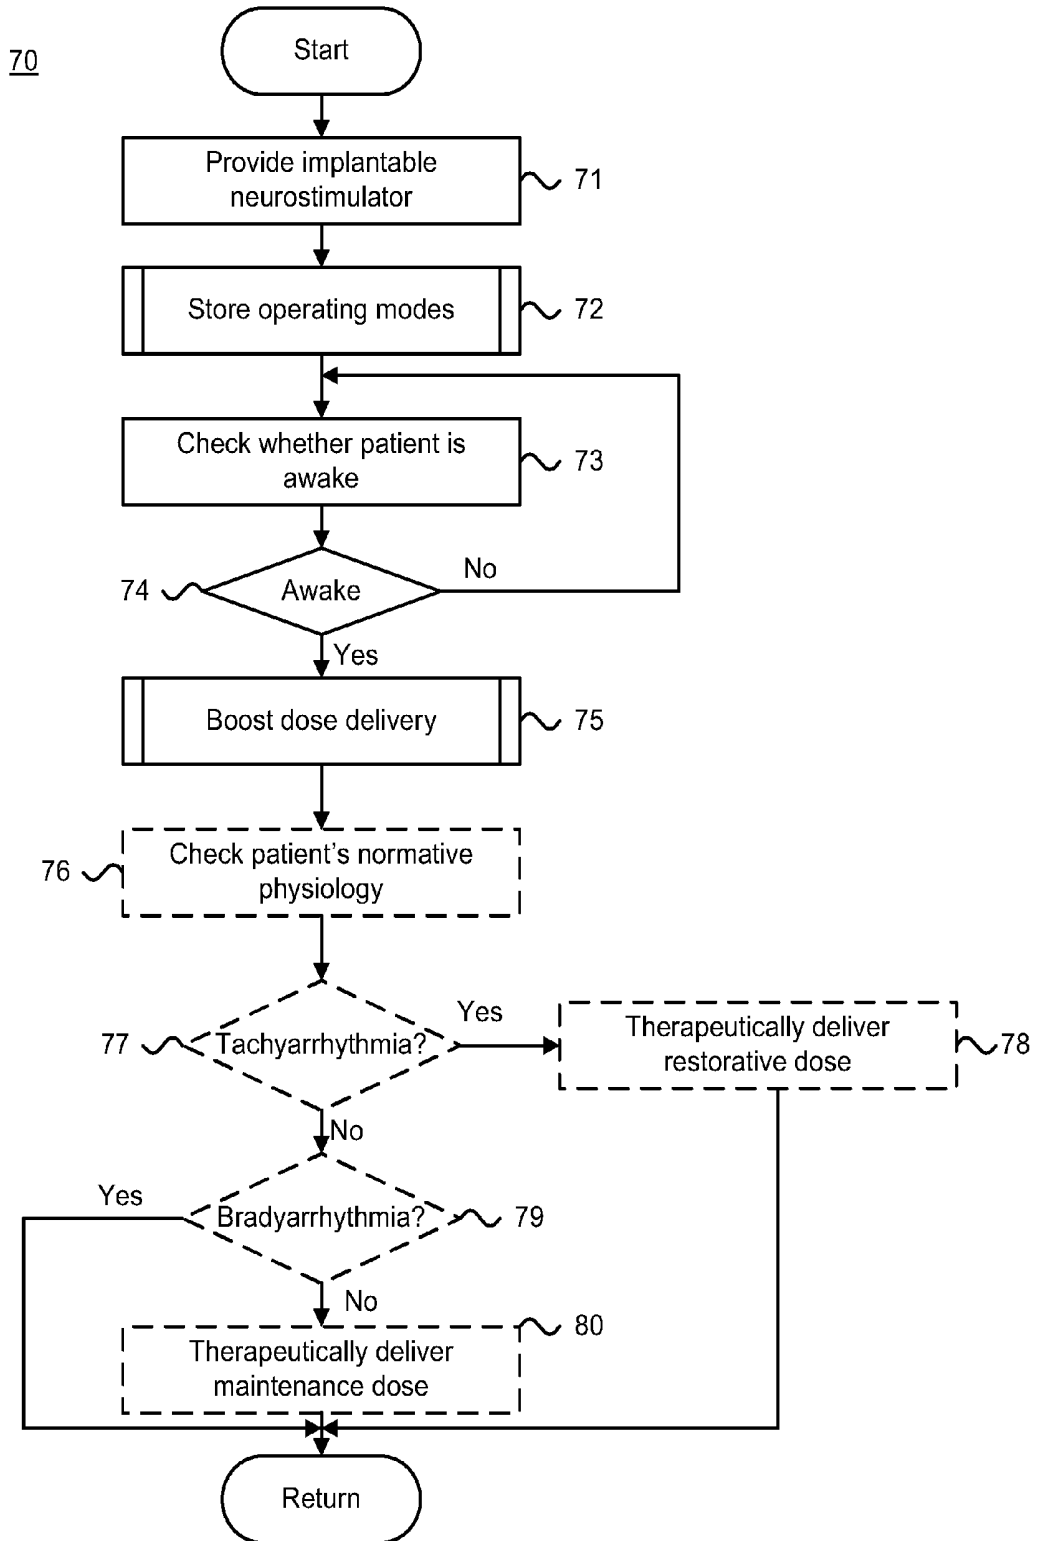 70
Start
Provide implantable
neurostimulator
71
Store operating modes
72
Check whether patient is
awake
73
74
Awake
No
Yes
Boost dose delivery
75
Check patient's normative
physiology
76
77
Tachyarrhythmia?
Yes
Therapeutically deliver
restorative dose
78
No
Yes
Bradyarrhythmia?
79
No
80
Therapeutically deliver
maintenance dose
Return